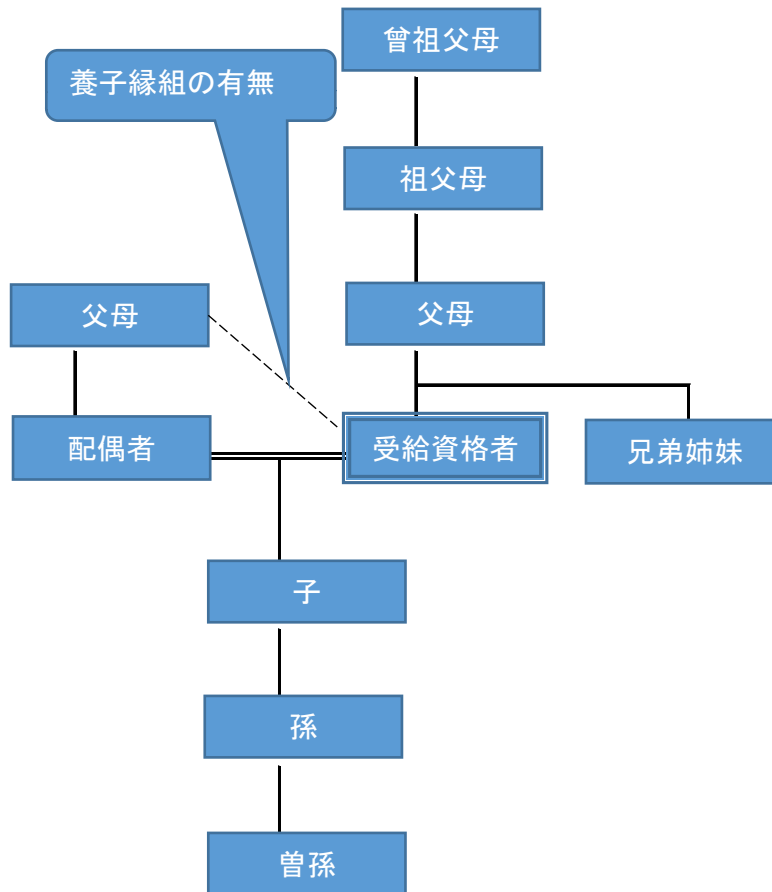 曾祖父母
養子縁組の有無
祖父母
父母
父母
配偶者
受給資格者
兄弟姉妹
子
孫
曽孫